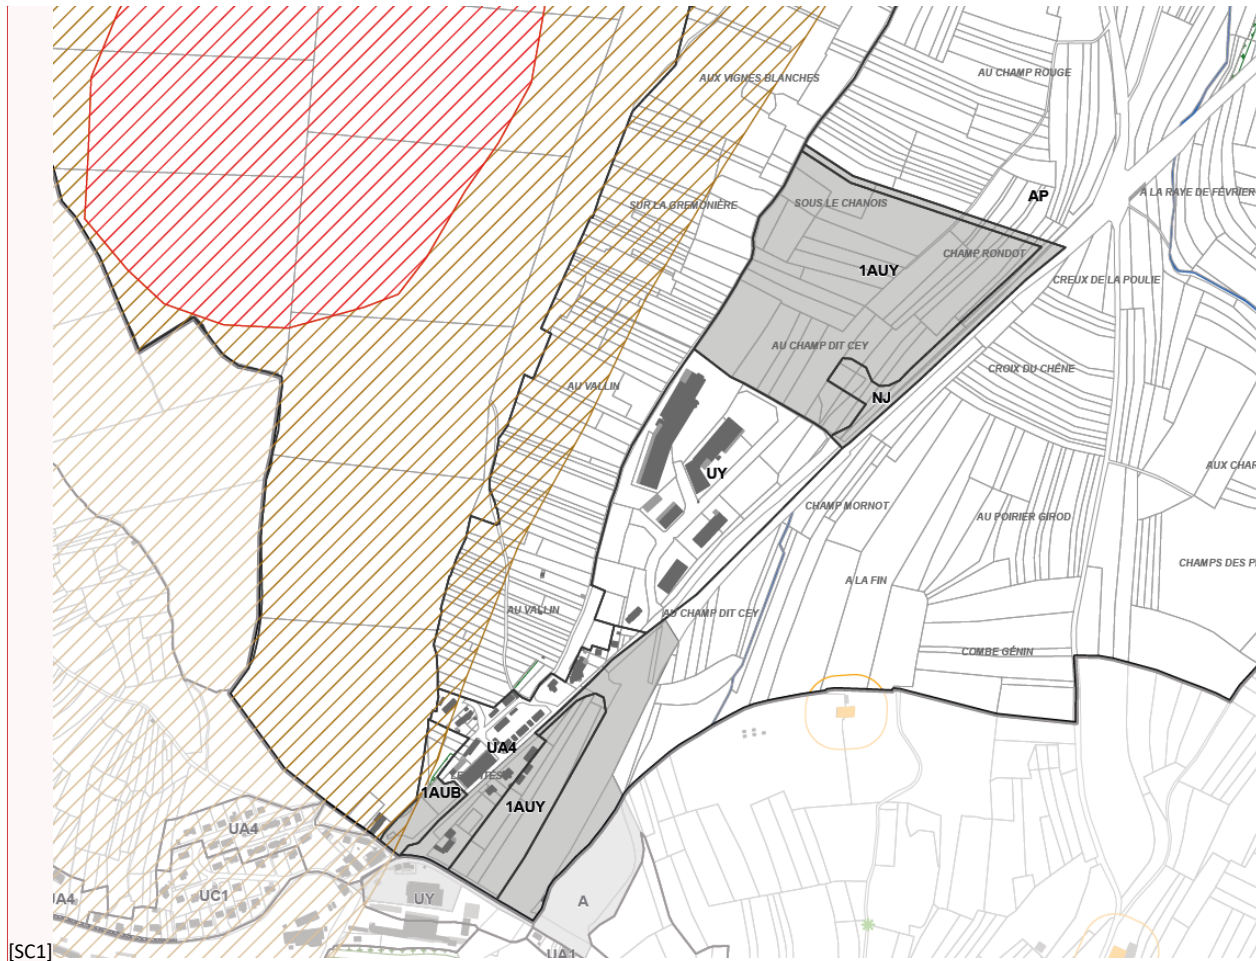 AU CHAMP ROUGE
AUX VIGNES BLANCHES
A LA RAYE DE FÉVRIER
AP
SUR LA GREMONIÈRE
SOUS LE CHANOIS
CHAMP RONDOT
1AUY
CREUX DE LA POULIE
AU CHAMP DIT CEY
CROIX DU CHÊNE
AU VALLIN
NJ
UY
AUX CHAR
CHAMP MORNOT
AU POIRIER GIROD
CHAMPS DES P
A LA FIN
AU VALLIN
AU CHAMP DIT CEY
COMBE GÉNIN
UA4
1AUB
1AUY
UA4
UC1
UA4
UY
A
UA1
[SC1]